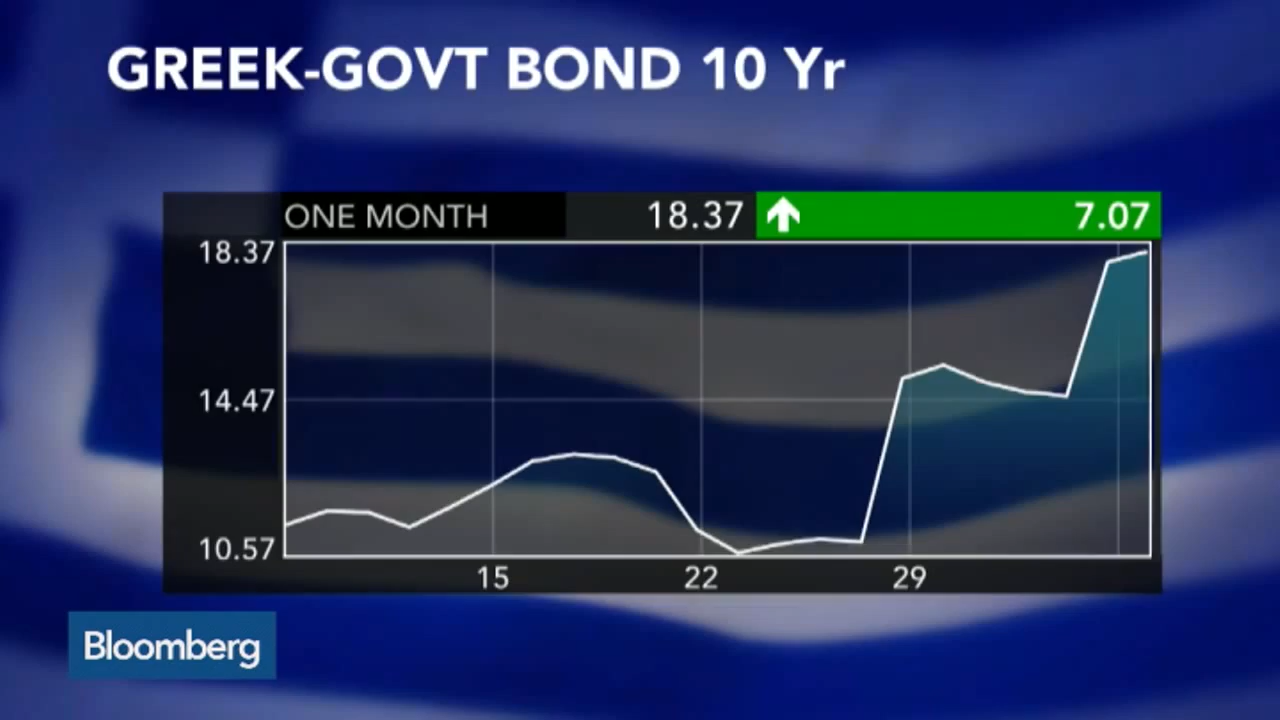 GREEK-GOVT BOND 10 Yr
ONE MONTH 18.37 7.07
18.37
14.47
10.57
15 22 29
Bloomberg